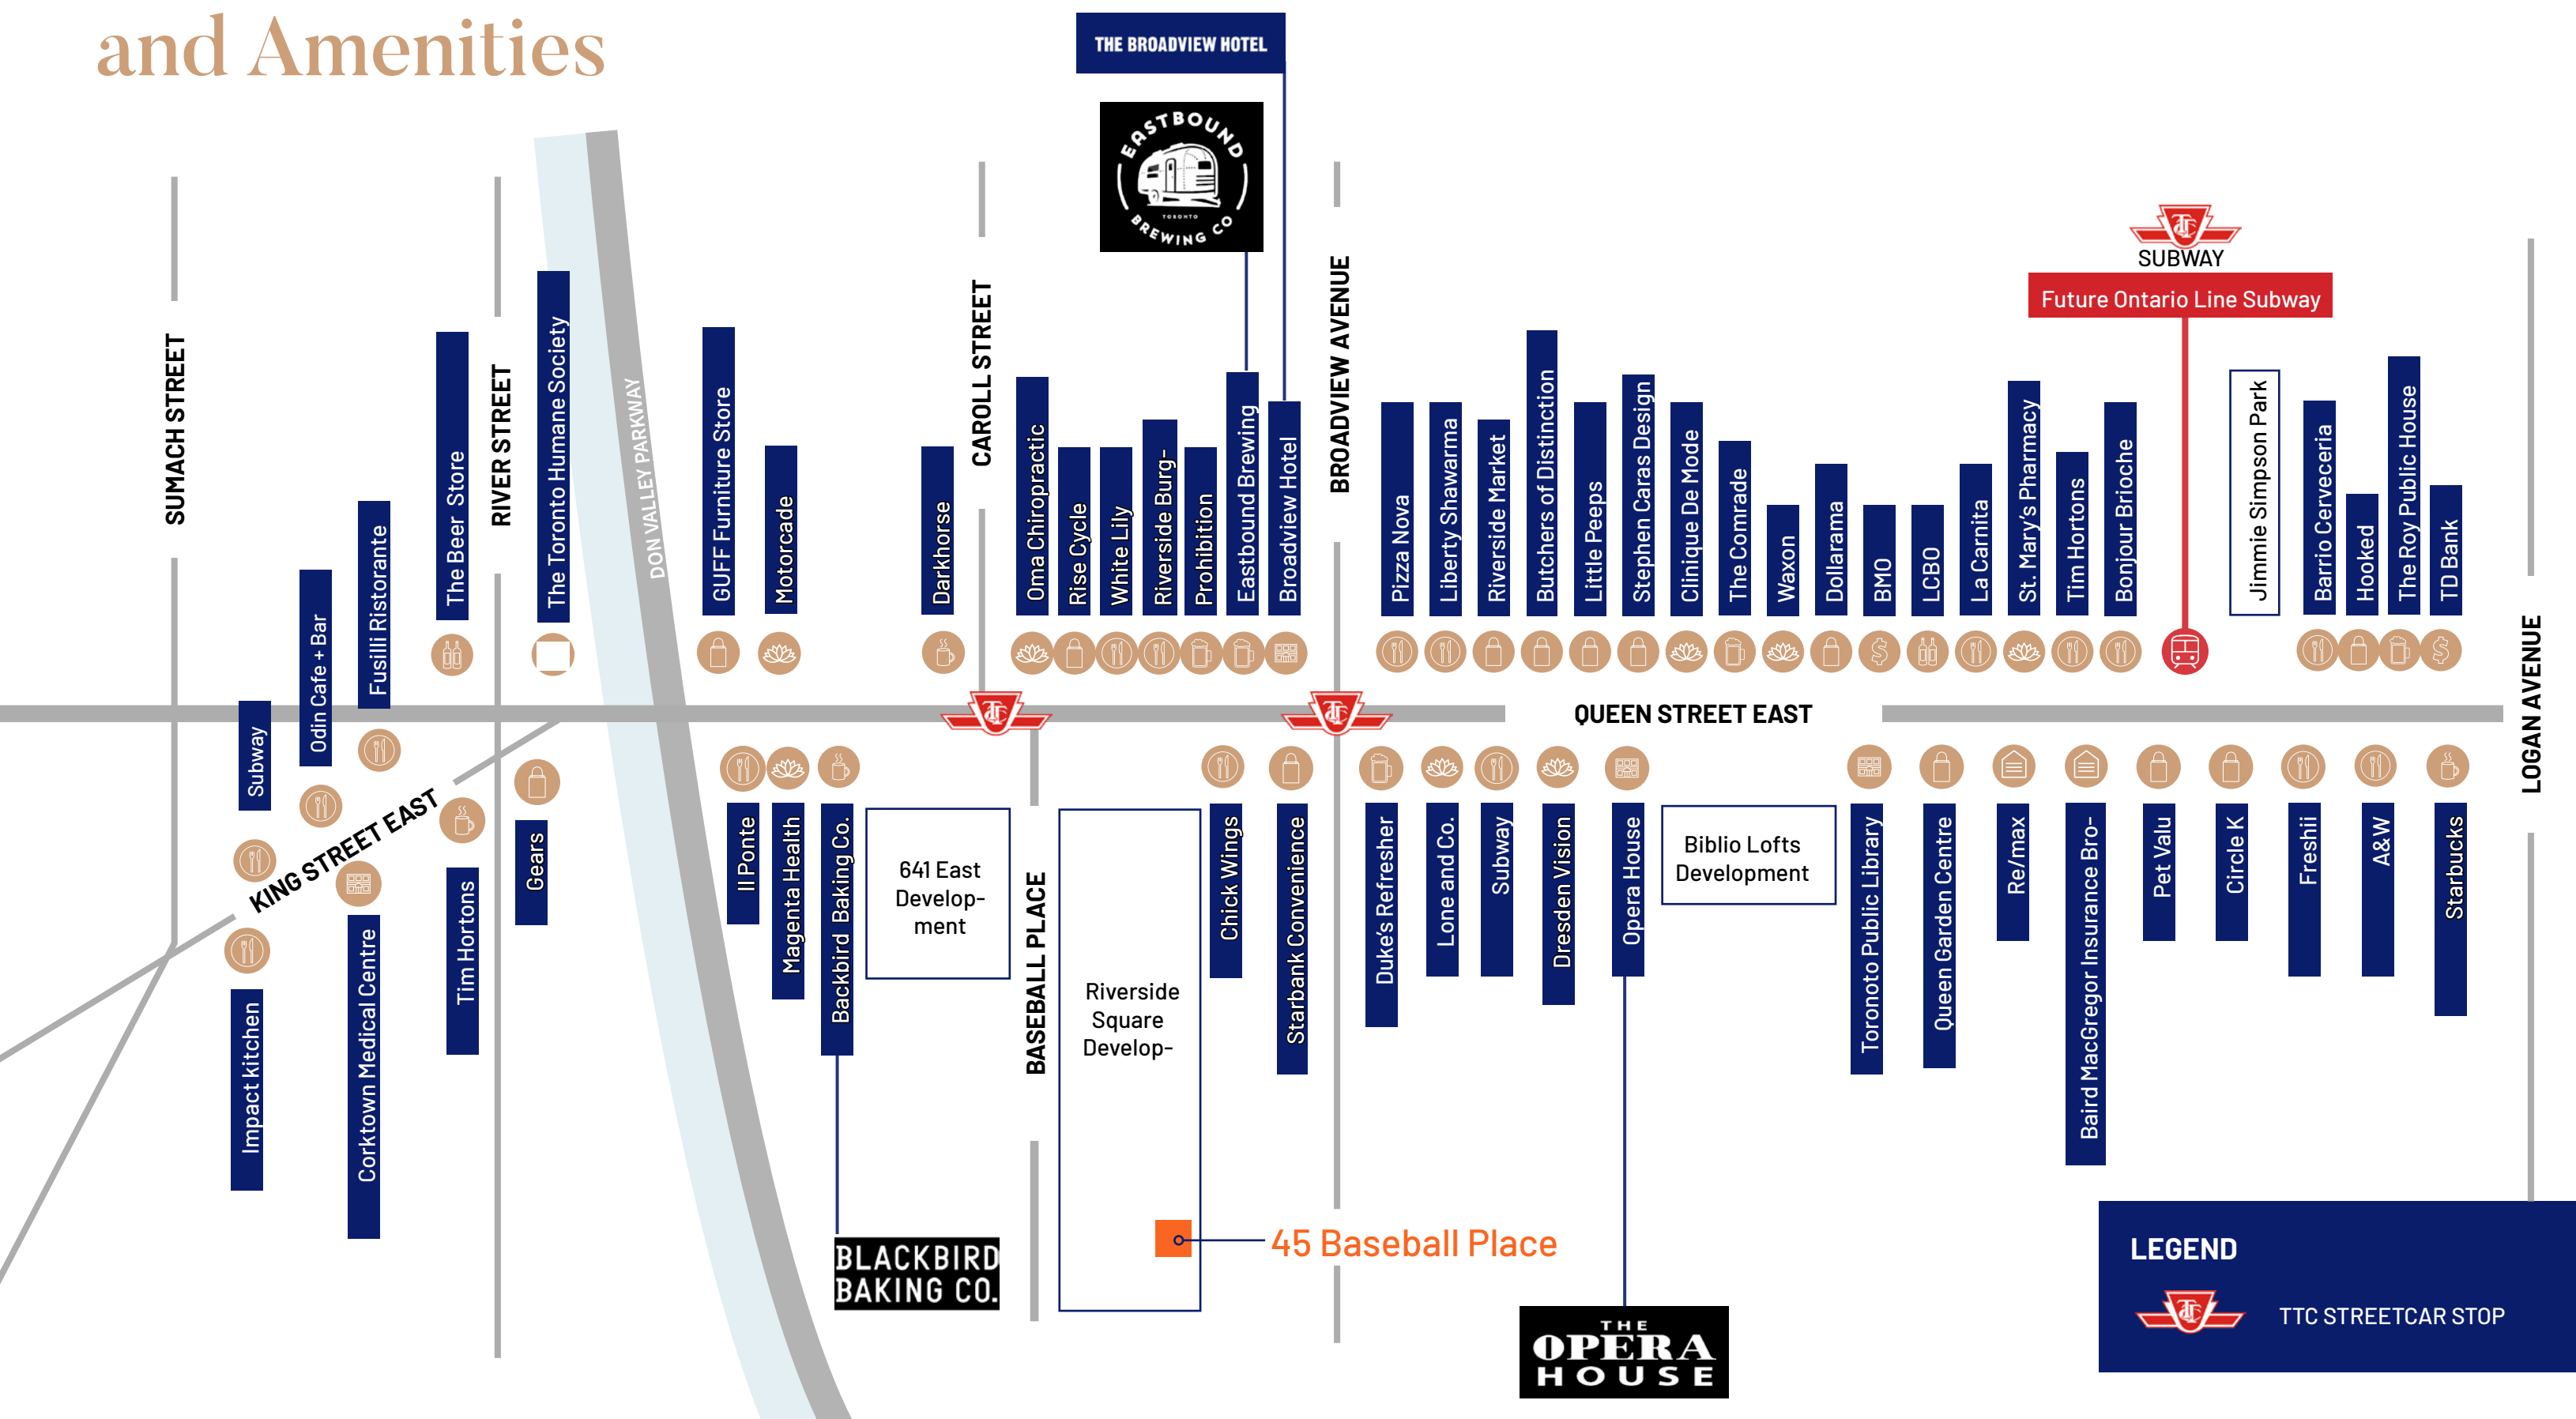 and Amenities
THE BROADVIEW HOTEL
EASTBOUND
TORONTO
BREWING CO
SUBWAY
Future Ontario Line Subway
SUMACH STREET
RIVER STREET
DON VALLEY PARKWAY
CAROLL STREET
BROADVIEW AVENUE
LOGAN AVENUE
Subway
Odin Cafe + Bar
Fusilli Ristorante
The Beer Store
The Toronto Humane Society
GUFF Furniture Store
Motorcade
Darkhorse
Oma Chiropractic
Rise Cycle
White Lily
Riverside Burg-
Prohibition
Eastbound Brewing
Broadview Hotel
Pizza Nova
Liberty Shawarma
Riverside Market
Butchers of Distinction
Little Peeps
Stephen Caras Design
Clinique De Mode
The Comrade
Waxon
Dollarama
BMO
LCBO
La Carnita
St. Mary's Pharmacy
Tim Hortons
Bonjour Brioche
Jimmie Simpson Park
Barrio Cerveceria
Hooked
The Roy Public House
TD Bank
QUEEN STREET EAST
KING STREET EAST
Impact kitchen
Corktown Medical Centre
Tim Hortons
Gears
Il Ponte
Magenta Health
Backbird Baking Co.
641 East
Develop-
ment
BASEBALL PLACE
Riverside
Square
Develop-
Chick Wings
Starbank Convenience
Duke's Refresher
Lone and Co.
Subway
Dresden Vision
Opera House
Biblio Lofts
Development
Toronoto Public Library
Queen Garden Centre
Re/max
Baird MacGregor Insurance Bro-
Pet Valu
Circle K
Freshii
A&W
Starbucks
45 Baseball Place
BLACKBIRD
BAKING CO.
THE
OPERA
HOUSE
LEGEND
TTC STREETCAR STOP